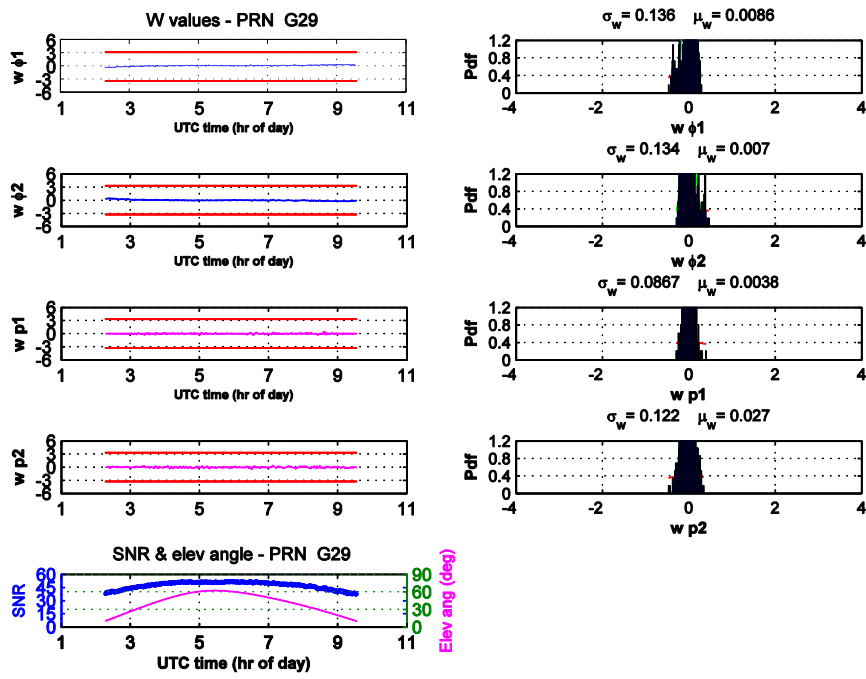 W values - PRN G29
6
3
0
-3
-6
w ϕ1
1 3 5 7 9 11
UTC time (hr of day)
σw= 0.136 μw= 0.0086
1.2
0.8
0.4
0
Pdf
-4 -2 0 2 4
w ϕ1
6
3
0
-3
-6
w ϕ2
1 3 5 7 9 11
UTC time (hr of day)
σw= 0.134 μw= 0.007
1.2
0.8
0.4
0
Pdf
-4 -2 0 2 4
w ϕ2
6
3
0
-3
-6
w p1
1 3 5 7 9 11
UTC time (hr of day)
σw= 0.0867 μw= 0.0038
1.2
0.8
0.4
0
Pdf
-4 -2 0 2 4
w p1
6
3
0
-3
-6
w p2
1 3 5 7 9 11
σw= 0.122 μw= 0.027
1.2
0.8
0.4
0
Pdf
-4 -2 0 2 4
w p2
SNR & elev angle - PRN G29
60
45
30
15
0
SNR
90
60
30
0
Elev ang (deg)
1 3 5 7 9 11
UTC time (hr of day)